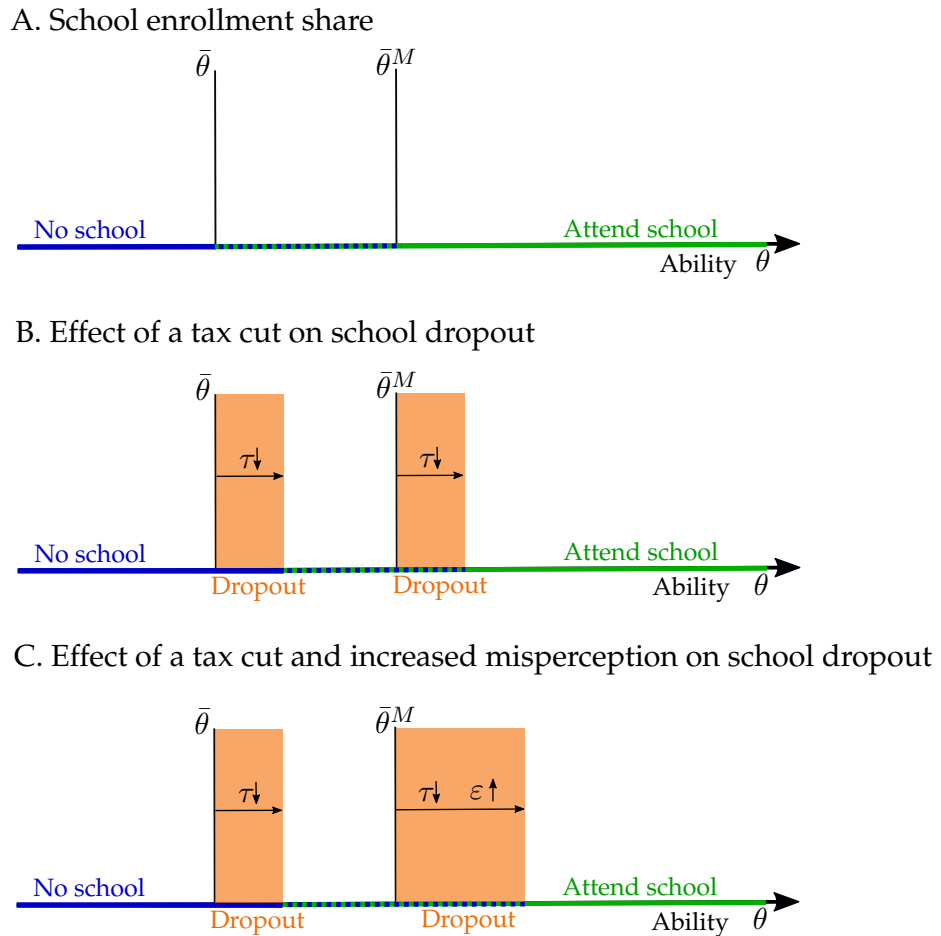 A. School enrollment share
θ̄ θ̄ᴹ
No school Attend school
Ability θ
B. Effect of a tax cut on school dropout
θ̄ θ̄ᴹ
τ↓ τ↓
No school Attend school
Dropout Dropout Ability θ
C. Effect of a tax cut and increased misperception on school dropout
θ̄ θ̄ᴹ
τ↓ τ↓ ε↑
No school Attend school
Dropout Dropout Ability θ